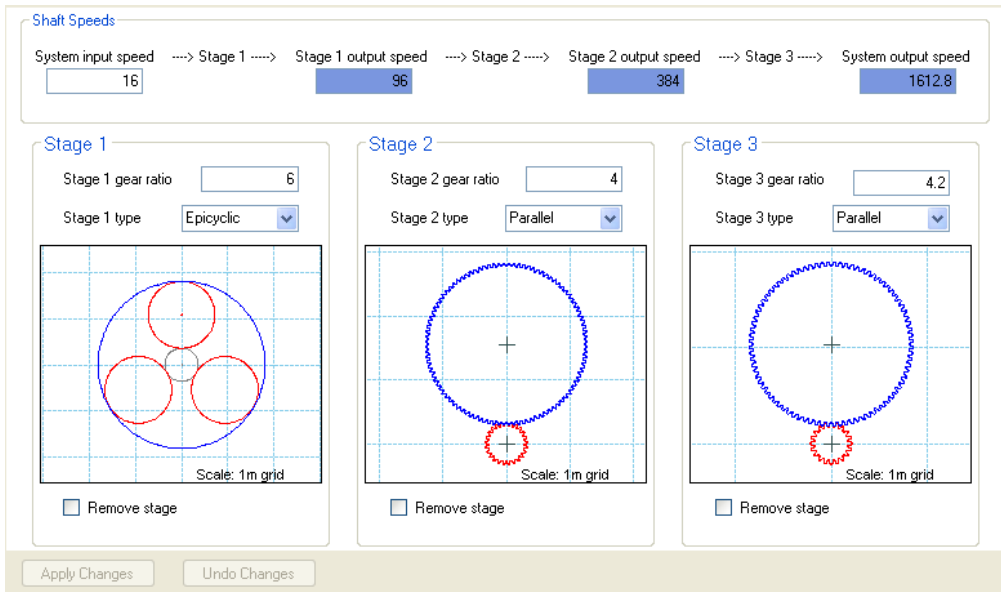 Shaft Speeds
System input speed ----> Stage 1 ----> Stage 1 output speed ----> Stage 2 ----> Stage 2 output speed ----> Stage 3 ----> System output speed
16 96 384 1612.8
Stage 1
Stage 1 gear ratio 6
Stage 1 type Epicyclic
Scale: 1m grid
Remove stage
Stage 2
Stage 2 gear ratio 4
Stage 2 type Parallel
Scale: 1m grid
Remove stage
Stage 3
Stage 3 gear ratio 4.2
Stage 3 type Parallel
Scale: 1m grid
Remove stage
Apply Changes Undo Changes